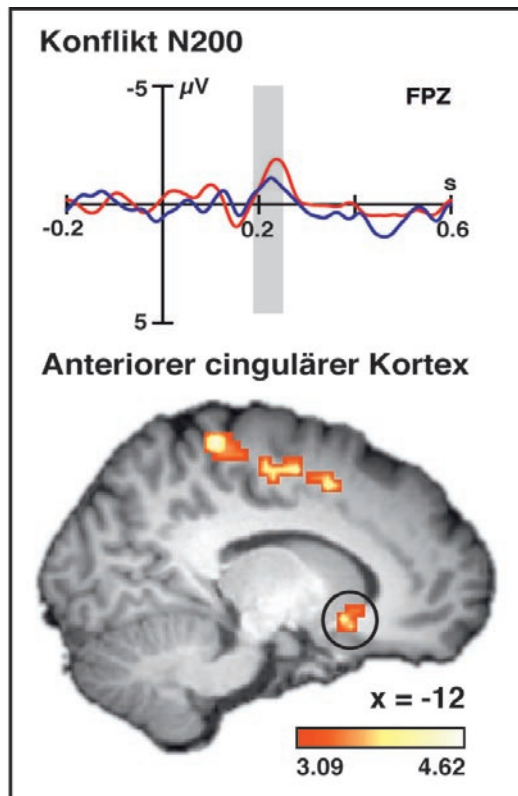 Konflikt N200
-5 µV FPZ
s
-0.2 0.2 0.6
5
Anteriorer cingulärer Kortex
x = -12
3.09 4.62